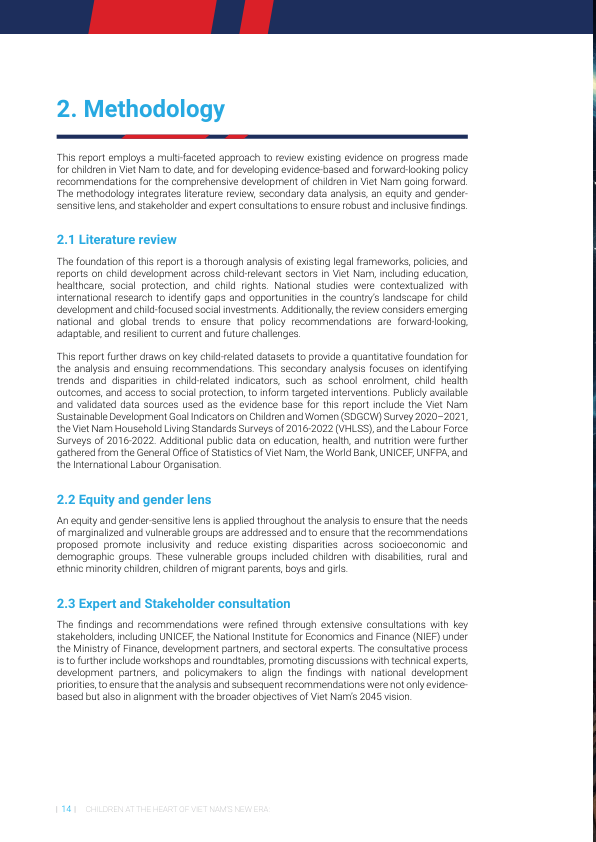 2. Methodology
This report employs a multi-faceted approach to review existing evidence on progress made
for children in Viet Nam to date, and for developing evidence-based and forward-looking policy
recommendations for the comprehensive development of children in Viet Nam going forward.
The methodology integrates literature review, secondary data analysis, an equity and gender-
sensitive lens, and stakeholder and expert consultations to ensure robust and inclusive findings.
2.1 Literature review
The foundation of this report is a thorough analysis of existing legal frameworks, policies, and
reports on child development across child-relevant sectors in Viet Nam, including education,
healthcare, social protection, and child rights. National studies were contextualized with
international research to identify gaps and opportunities in the country's landscape for child
development and child-focused social investments. Additionally, the review considers emerging
national and global trends to ensure that policy recommendations are forward-looking,
adaptable, and resilient to current and future challenges.
This report further draws on key child-related datasets to provide a quantitative foundation for
the analysis and ensuing recommendations. This secondary analysis focuses on identifying
trends and disparities in child-related indicators, such as school enrolment, child health
outcomes, and access to social protection, to inform targeted interventions. Publicly available
and validated data sources used as the evidence base for this report include the Viet Nam
Sustainable Development Goal Indicators on Children and Women (SDGCW) Survey 2020–2021,
the Viet Nam Household Living Standards Surveys of 2016-2022 (VHLSS), and the Labour Force
Surveys of 2016-2022. Additional public data on education, health, and nutrition were further
gathered from the General Office of Statistics of Viet Nam, the World Bank, UNICEF, UNFPA, and
the International Labour Organisation.
2.2 Equity and gender lens
An equity and gender-sensitive lens is applied throughout the analysis to ensure that the needs
of marginalized and vulnerable groups are addressed and to ensure that the recommendations
proposed promote inclusivity and reduce existing disparities across socioeconomic and
demographic groups. These vulnerable groups included children with disabilities, rural and
ethnic minority children, children of migrant parents, boys and girls.
2.3 Expert and Stakeholder consultation
The findings and recommendations were refined through extensive consultations with key
stakeholders, including UNICEF, the National Institute for Economics and Finance (NIEF) under
the Ministry of Finance, development partners, and sectoral experts. The consultative process
is to further include workshops and roundtables, promoting discussions with technical experts,
development partners, and policymakers to align the findings with national development
priorities, to ensure that the analysis and subsequent recommendations were not only evidence-
based but also in alignment with the broader objectives of Viet Nam's 2045 vision.
| 14 | CHILDREN AT THE HEART OF VIET NAM'S NEW ERA